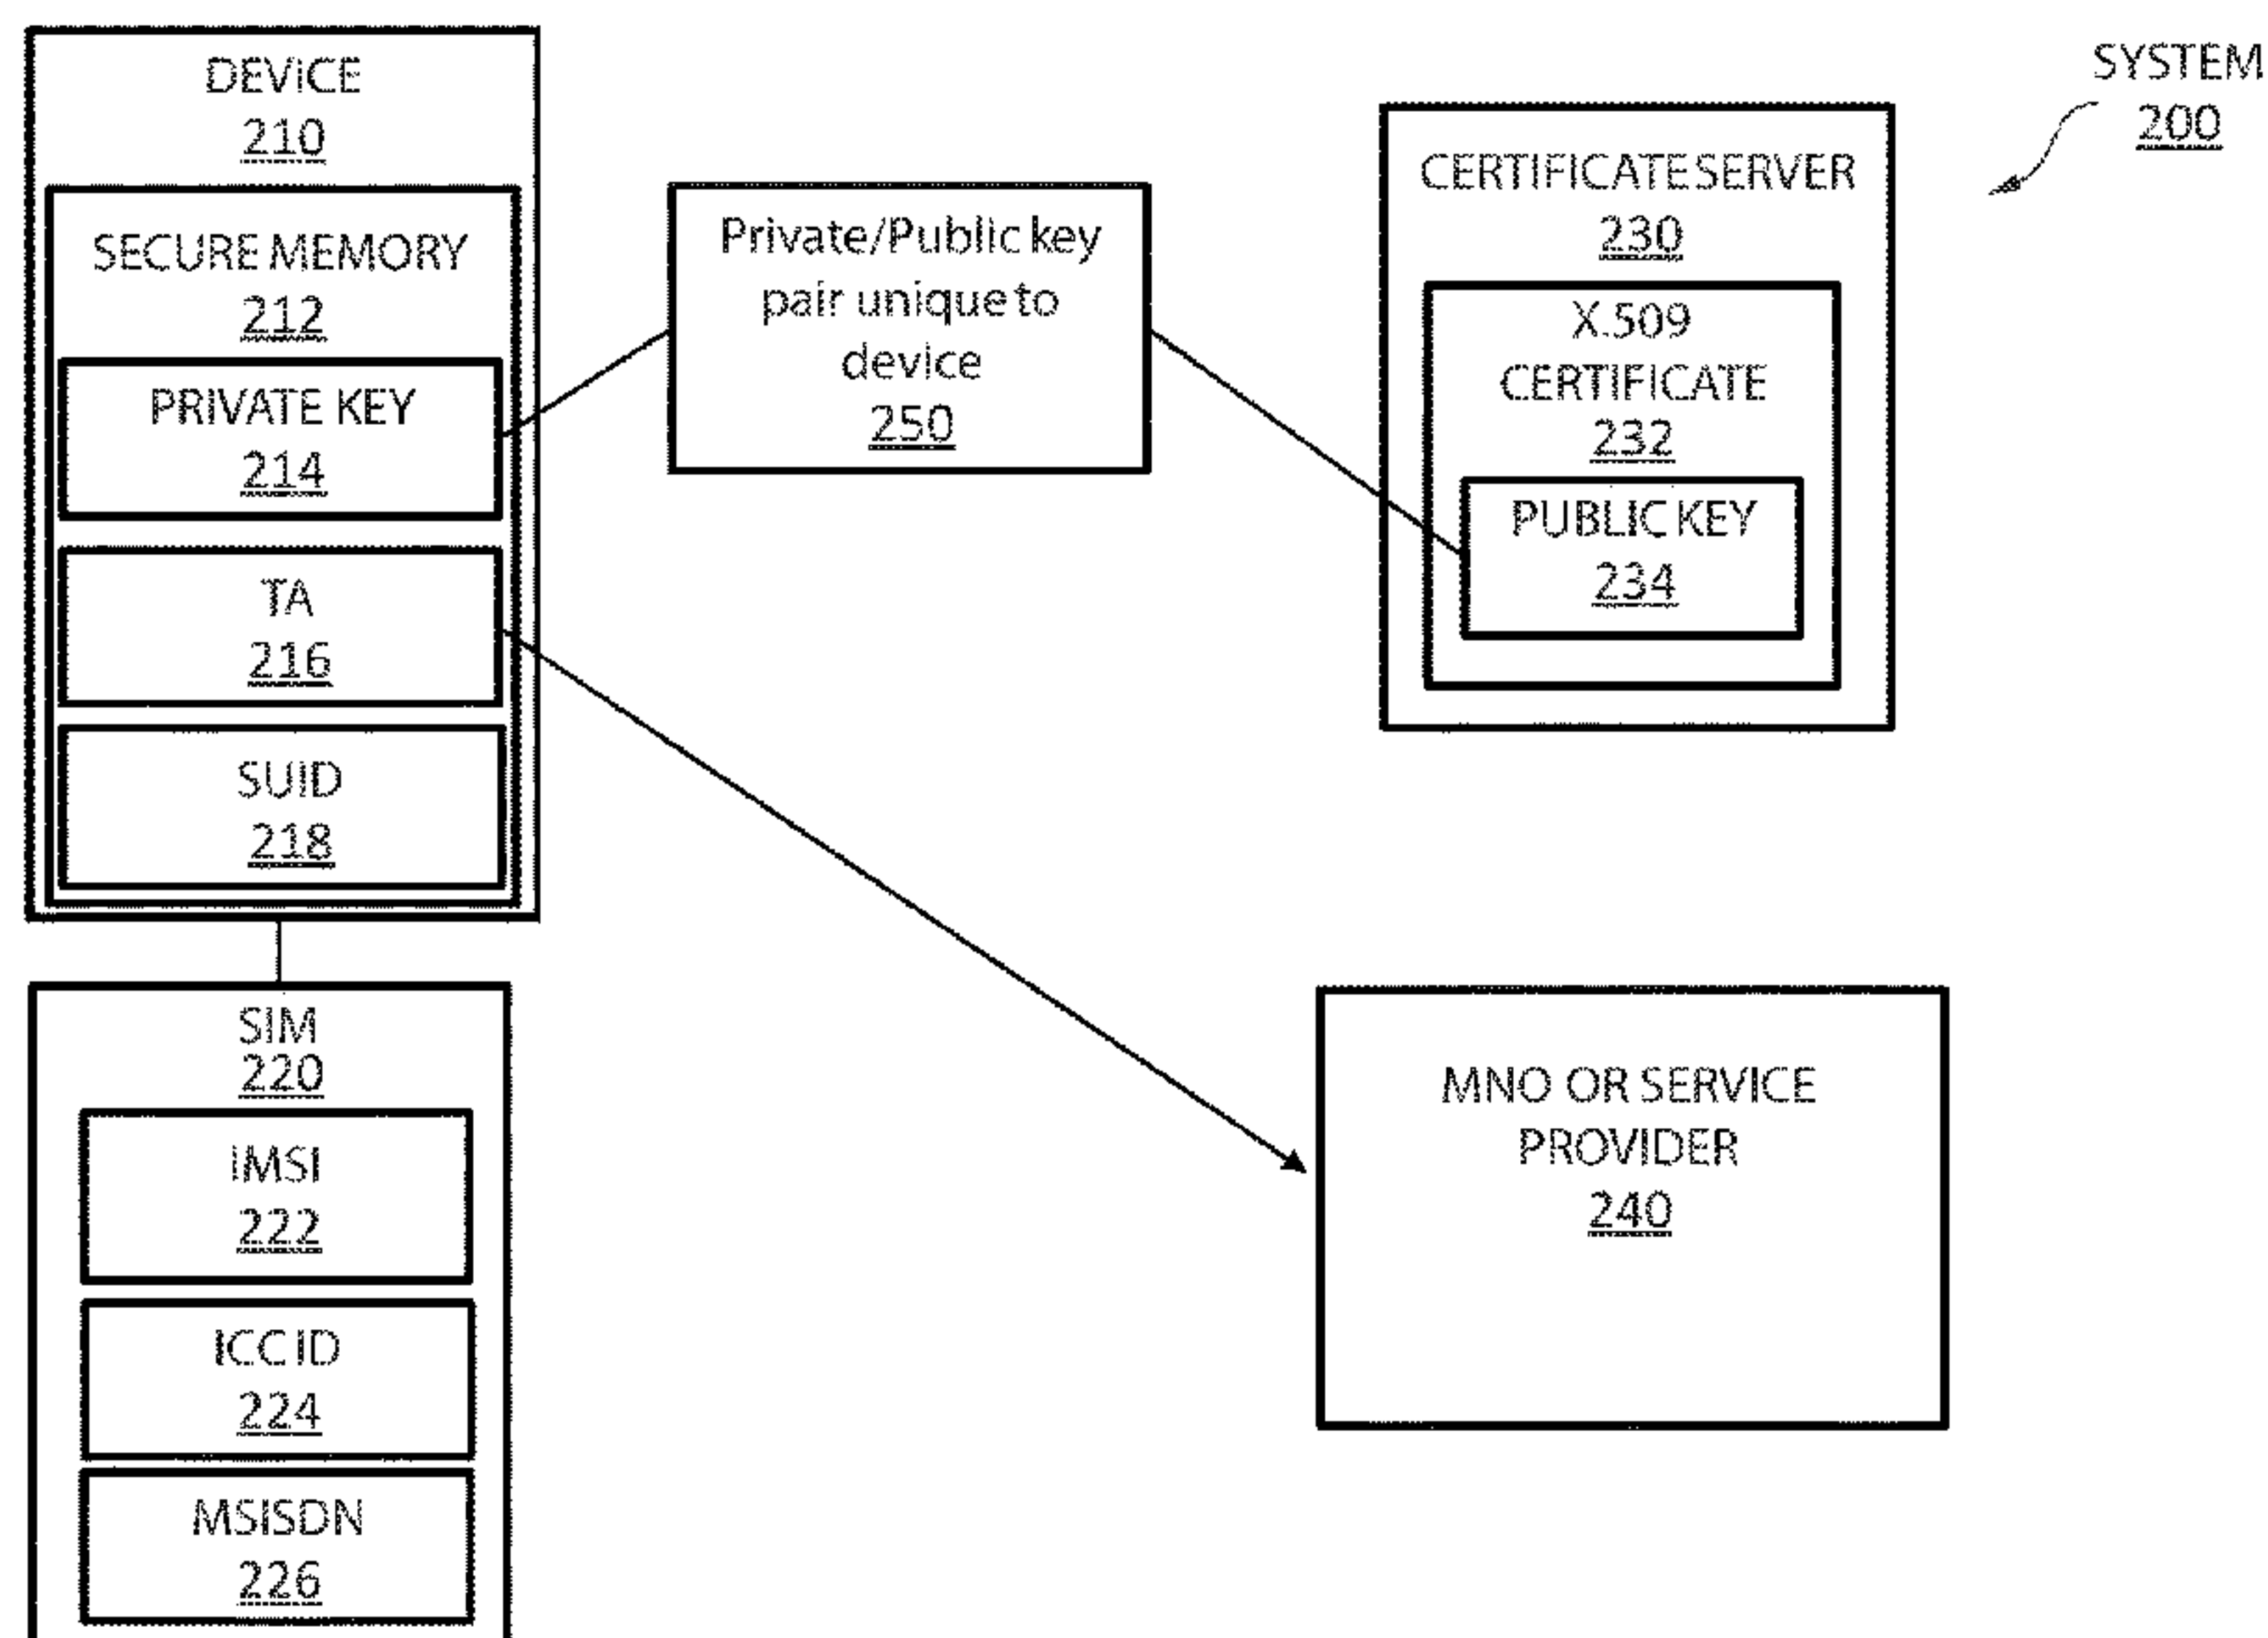 DEVICE
210
SECURE MEMORY
212
PRIVATE KEY
214
TA
216
SUID
218
SIM
220
IMSI
222
ICC ID
224
MSISDN
226
Private/Public key
pair unique to
device
250
CERTIFICATE SERVER
230
X.509
CERTIFICATE
232
PUBLIC KEY
234
MNO OR SERVICE
PROVIDER
240
SYSTEM
200